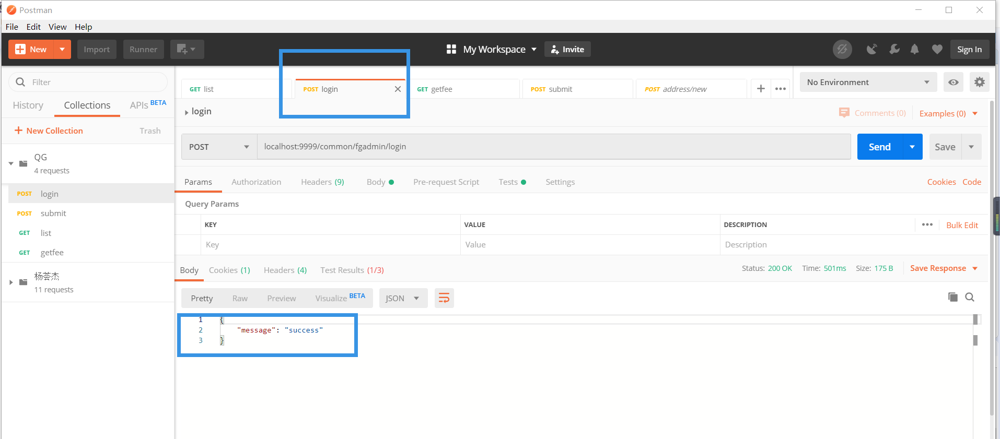 Postman
File Edit View Help
New Import Runner My Workspace Invite Sign In
Filter
History Collections APIs BETA
New Collection Trash
QG
4 requests
POST login
POST submit
GET list
GET getfee
杨荟杰
11 requests
GET list POST login GET getfee POST submit POST address/new No Environment
login Comments (0) Examples (0)
POST localhost:9999/common/fgadmin/login Send Save
Params Authorization Headers (9) Body Pre-request Script Tests Settings Cookies Code
Query Params
KEY VALUE DESCRIPTION Bulk Edit
Key Value Description
Body Cookies (1) Headers (4) Test Results (1/3) Status: 200 OK Time: 501ms Size: 175 B Save Response
Pretty Raw Preview Visualize BETA JSON
1 {
2 "message": "success"
3 }